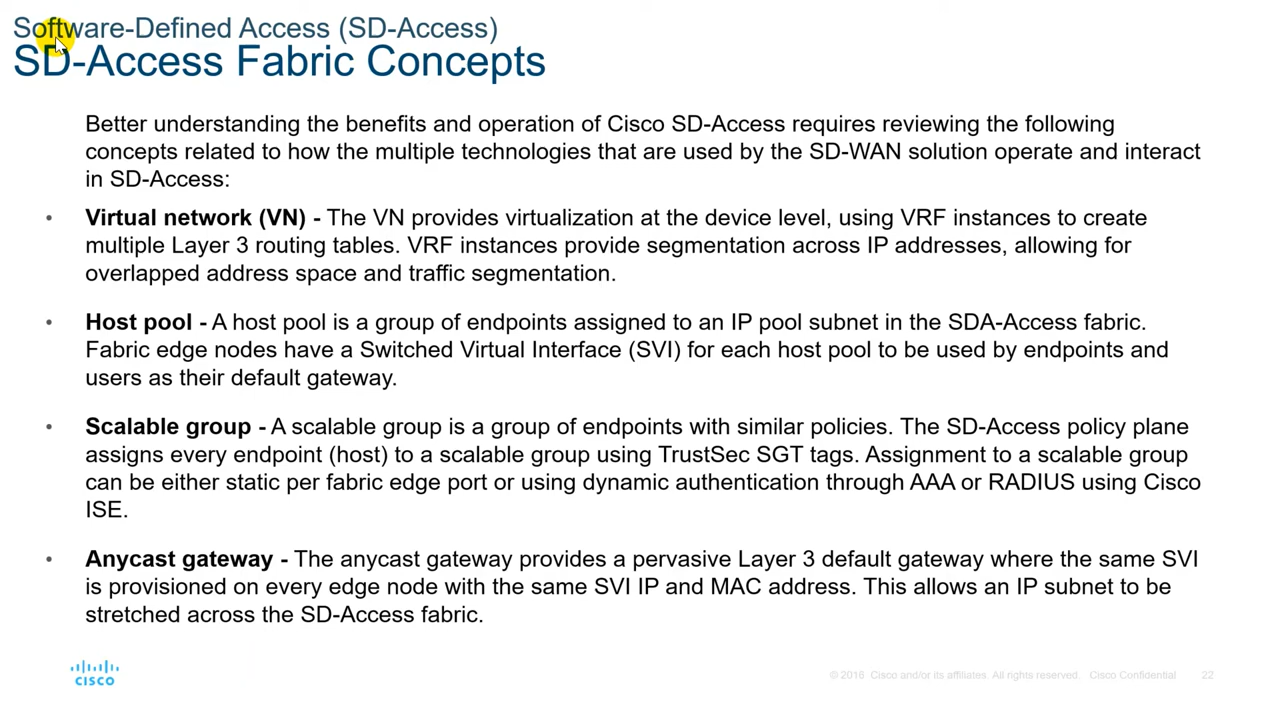 Software-Defined Access (SD-Access)
SD-Access Fabric Concepts
Better understanding the benefits and operation of Cisco SD-Access requires reviewing the following
concepts related to how the multiple technologies that are used by the SD-WAN solution operate and interact
in SD-Access:
• Virtual network (VN) - The VN provides virtualization at the device level, using VRF instances to create
multiple Layer 3 routing tables. VRF instances provide segmentation across IP addresses, allowing for
overlapped address space and traffic segmentation.
• Host pool - A host pool is a group of endpoints assigned to an IP pool subnet in the SDA-Access fabric.
Fabric edge nodes have a Switched Virtual Interface (SVI) for each host pool to be used by endpoints and
users as their default gateway.
• Scalable group - A scalable group is a group of endpoints with similar policies. The SD-Access policy plane
assigns every endpoint (host) to a scalable group using TrustSec SGT tags. Assignment to a scalable group
can be either static per fabric edge port or using dynamic authentication through AAA or RADIUS using Cisco
ISE.
• Anycast gateway - The anycast gateway provides a pervasive Layer 3 default gateway where the same SVI
is provisioned on every edge node with the same SVI IP and MAC address. This allows an IP subnet to be
stretched across the SD-Access fabric.
CISCO
© 2016 Cisco and/or its affiliates. All rights reserved. Cisco Confidential 22